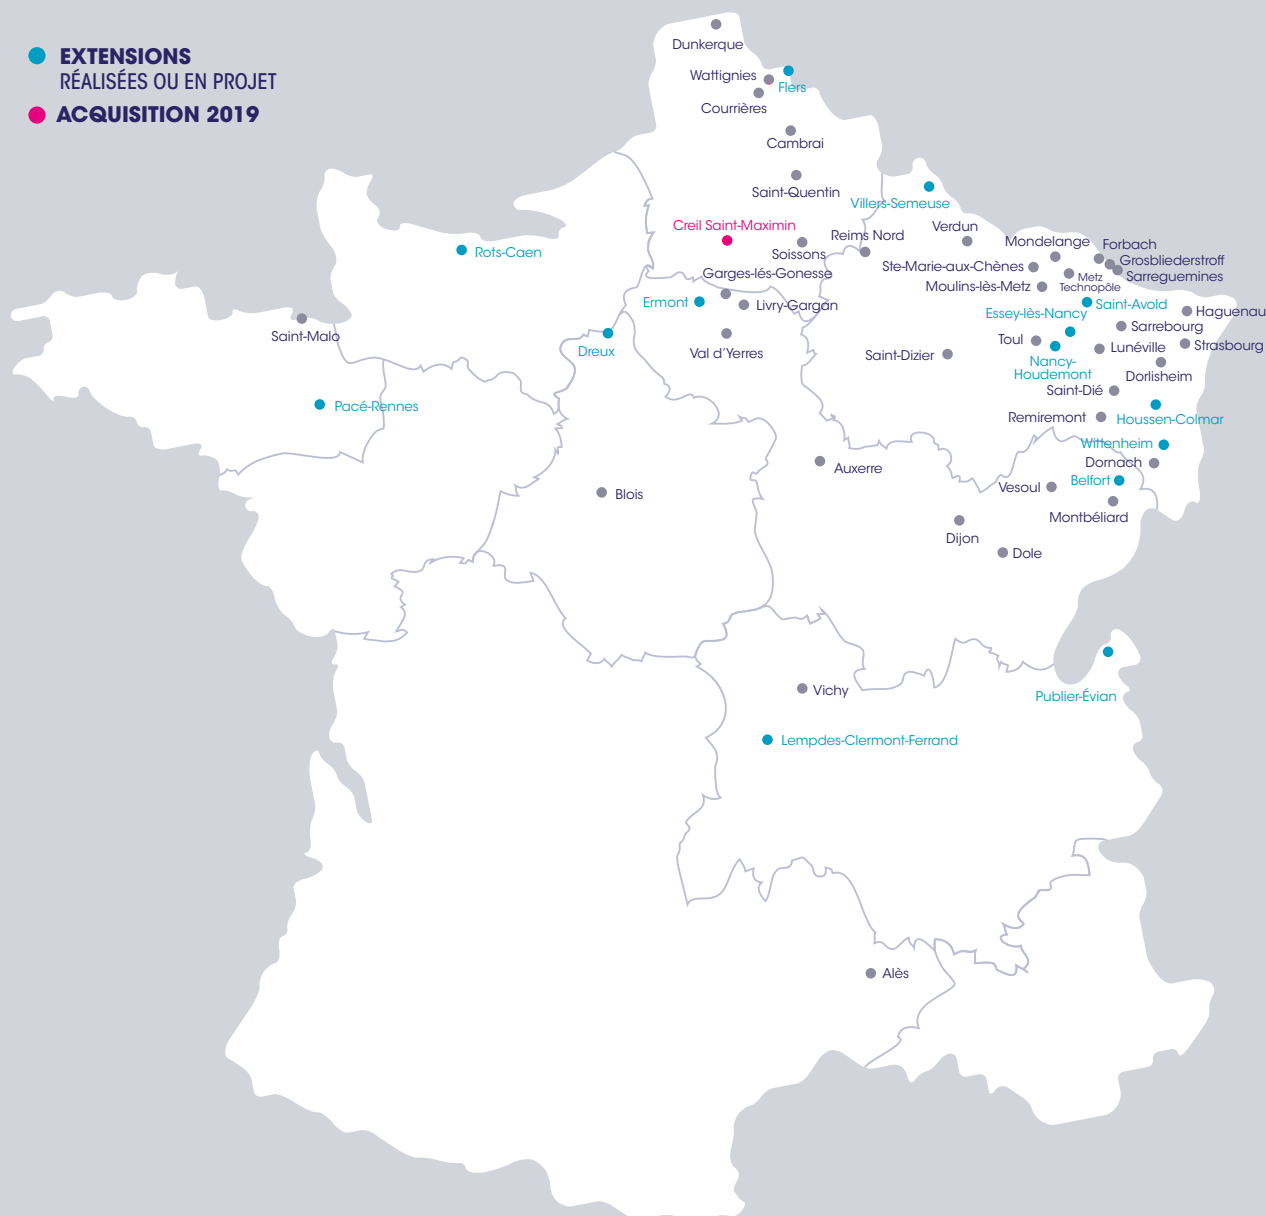 EXTENSIONS
RÉALISÉES OU EN PROJET
ACQUISITION 2019
Dunkerque
Wattignies
Flers
Courrières
Cambrai
Saint-Quentin
Villers-Semeuse
Creil Saint-Maximin
Soissons
Reims Nord
Verdun
Mondelange
Forbach
Grosbliederstroff
Sarreguemines
Ste-Marie-aux-Chènes
Metz
Technopôle
Moulins-lès-Metz
Rots-Caen
Garges-lés-Gonesse
Ermont
Livry-Gargan
Saint-Avold
Essey-lès-Nancy
Haguenau
Saint-Malo
Dreux
Val d'Yerres
Saint-Dizier
Toul
Sarrebourg
Lunéville
Strasbourg
Nancy-
Houdemont
Dorlisheim
Saint-Dié
Pacé-Rennes
Remiremont
Houssen-Colmar
Wittenheim
Dornach
Auxerre
Belfort
Vesoul
Blois
Montbéliard
Dijon
Dole
Vichy
Publier-Évian
Lempdes-Clermont-Ferrand
Alès